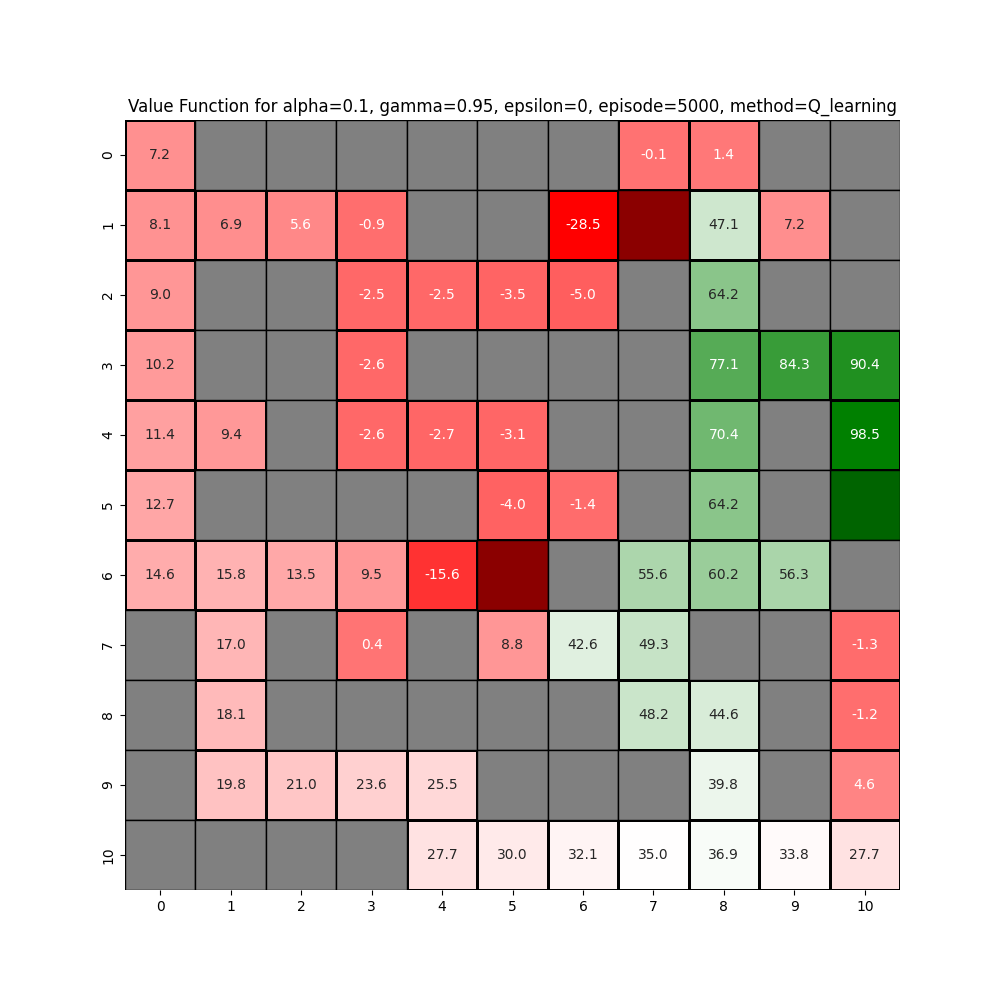 Value Function for alpha=0.1, gamma=0.95, epsilon=0, episode=5000, method=Q_learning
0 7.2 -0.1 1.4
1 8.1 6.9 5.6 -0.9 -28.5 47.1 7.2
2 9.0 -2.5 -2.5 -3.5 -5.0 64.2
3 10.2 -2.6 77.1 84.3 90.4
4 11.4 9.4 -2.6 -2.7 -3.1 70.4 98.5
5 12.7 -4.0 -1.4 64.2
6 14.6 15.8 13.5 9.5 -15.6 55.6 60.2 56.3
7 17.0 0.4 8.8 42.6 49.3 -1.3
8 18.1 48.2 44.6 -1.2
9 19.8 21.0 23.6 25.5 39.8 4.6
10 27.7 30.0 32.1 35.0 36.9 33.8 27.7
0 1 2 3 4 5 6 7 8 9 10